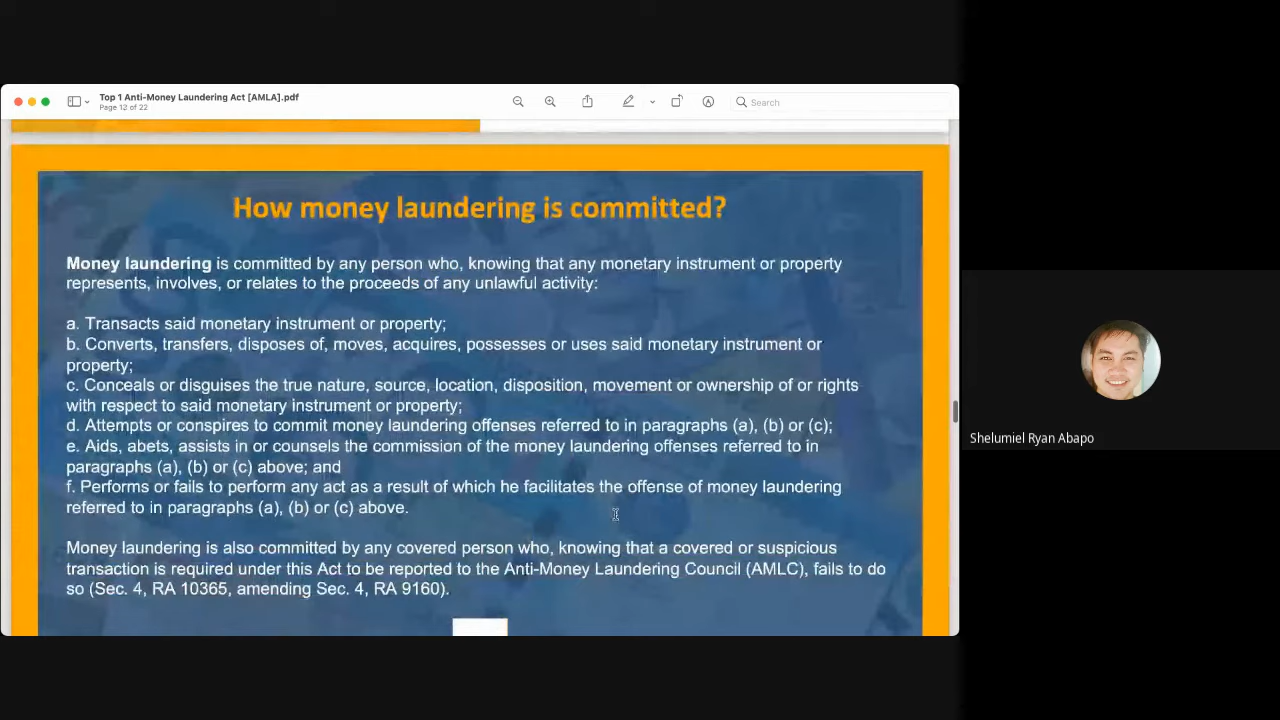 Top 1 Anti-Money Laundering Act [AMLA].pdf
Page 12 of 22
Search
How money laundering is committed?
Money laundering is committed by any person who, knowing that any monetary instrument or property
represents, involves, or relates to the proceeds of any unlawful activity:
a. Transacts said monetary instrument or property;
b. Converts, transfers, disposes of, moves, acquires, possesses or uses said monetary instrument or
property;
c. Conceals or disguises the true nature, source, location, disposition, movement or ownership of or rights
with respect to said monetary instrument or property;
d. Attempts or conspires to commit money laundering offenses referred to in paragraphs (a), (b) or (c);
e. Aids, abets, assists in or counsels the commission of the money laundering offenses referred to in
paragraphs (a), (b) or (c) above; and
f. Performs or fails to perform any act as a result of which he facilitates the offense of money laundering
referred to in paragraphs (a), (b) or (c) above.
Money laundering is also committed by any covered person who, knowing that a covered or suspicious
transaction is required under this Act to be reported to the Anti-Money Laundering Council (AMLC), fails to do
so (Sec. 4, RA 10365, amending Sec. 4, RA 9160).
Shelumiel Ryan Abapo